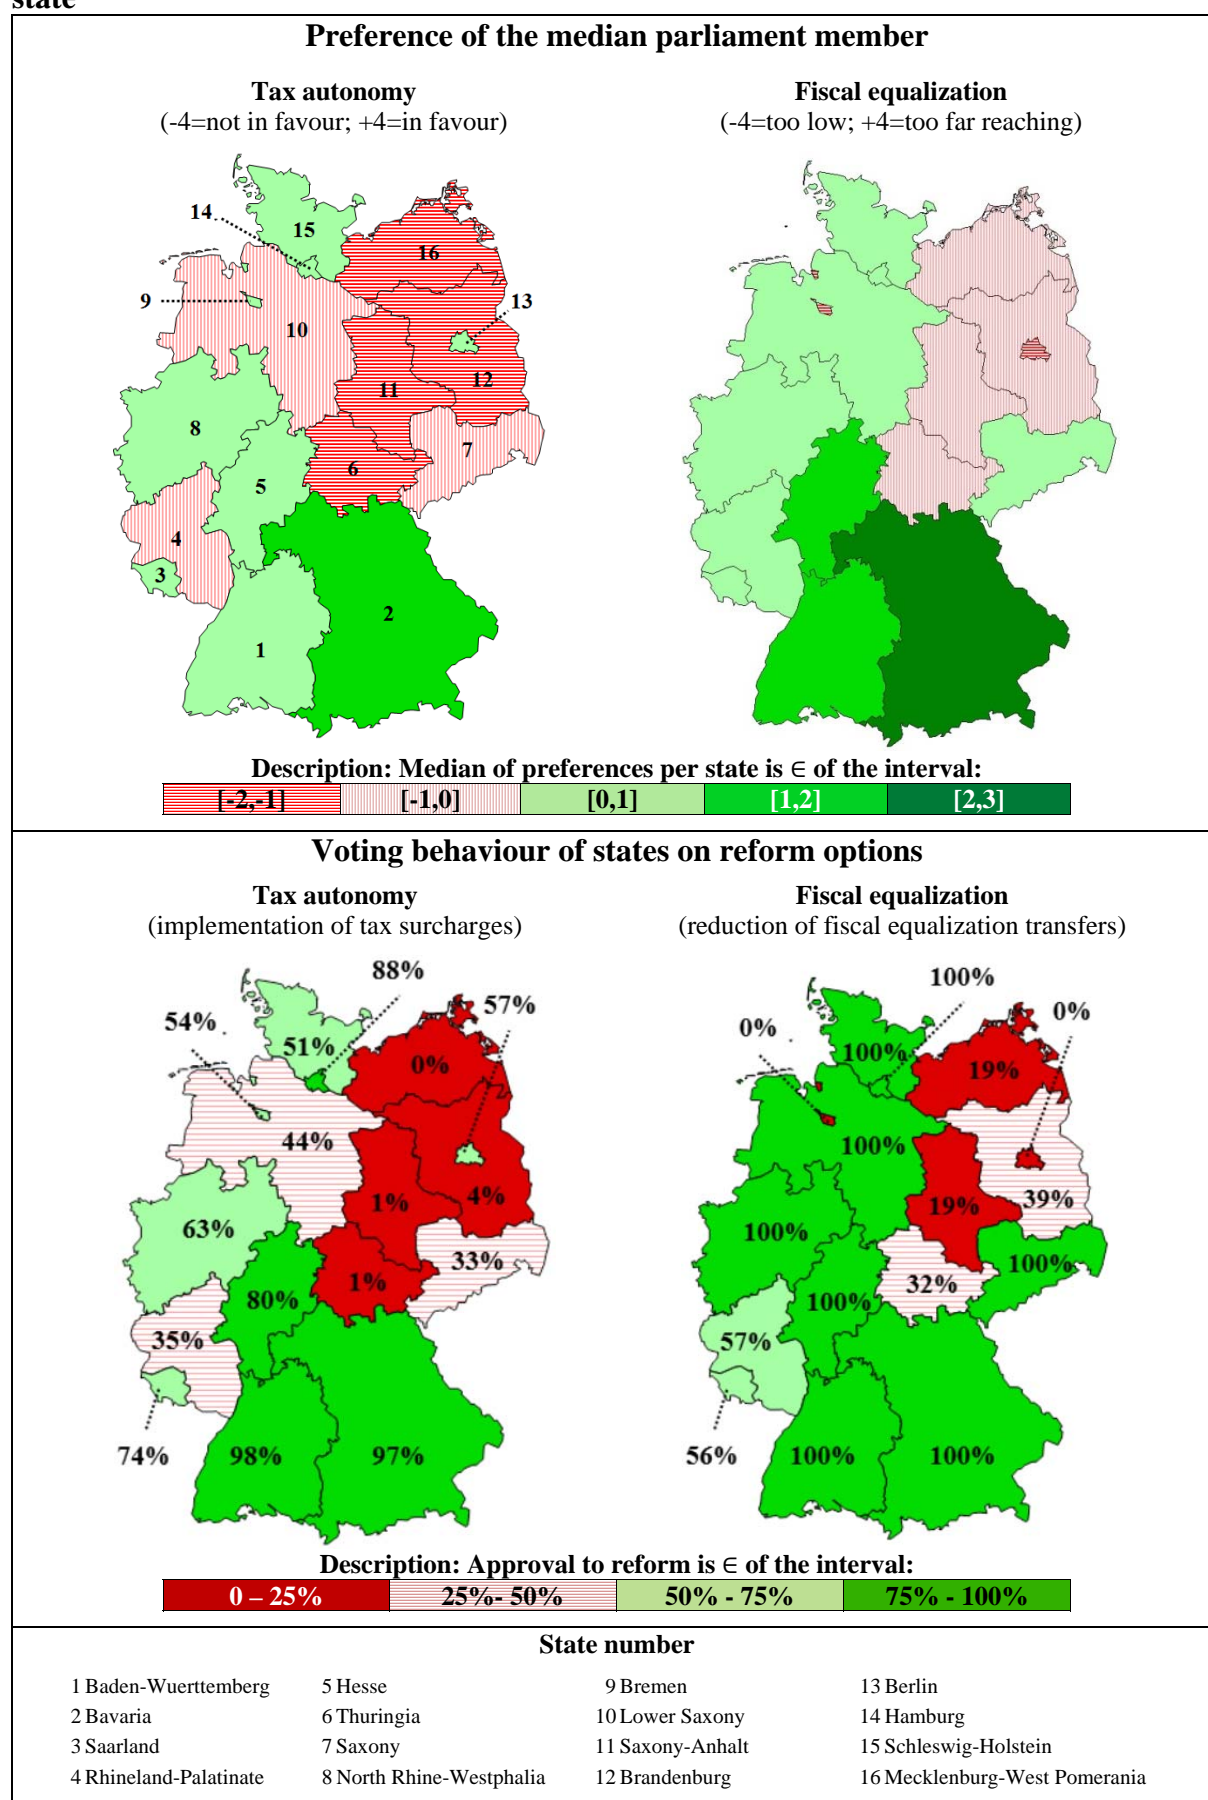 state
Preference of the median parliament member
Tax autonomy
(-4=not in favour; +4=in favour)
Fiscal equalization
(-4=too low; +4=too far reaching)
14
15
16
9
13
10
12
11
8
7
6
5
4
3
2
1
Description: Median of preferences per state is ∈ of the interval:
[-2,-1] [-1,0] [0,1] [1,2] [2,3]
Voting behaviour of states on reform options
Tax autonomy
(implementation of tax surcharges)
Fiscal equalization
(reduction of fiscal equalization transfers)
88%
57%
54%
51%
0%
44%
1%
4%
63%
33%
1%
80%
35%
74%
98%
97%
100%
0%
0%
100%
19%
100%
39%
19%
100%
100%
32%
100%
57%
56%
100%
100%
Description: Approval to reform is ∈ of the interval:
0 – 25% 25%- 50% 50% - 75% 75% - 100%
State number
1 Baden-Wuerttemberg 5 Hesse 9 Bremen 13 Berlin
2 Bavaria 6 Thuringia 10 Lower Saxony 14 Hamburg
3 Saarland 7 Saxony 11 Saxony-Anhalt 15 Schleswig-Holstein
4 Rhineland-Palatinate 8 North Rhine-Westphalia 12 Brandenburg 16 Mecklenburg-West Pomerania